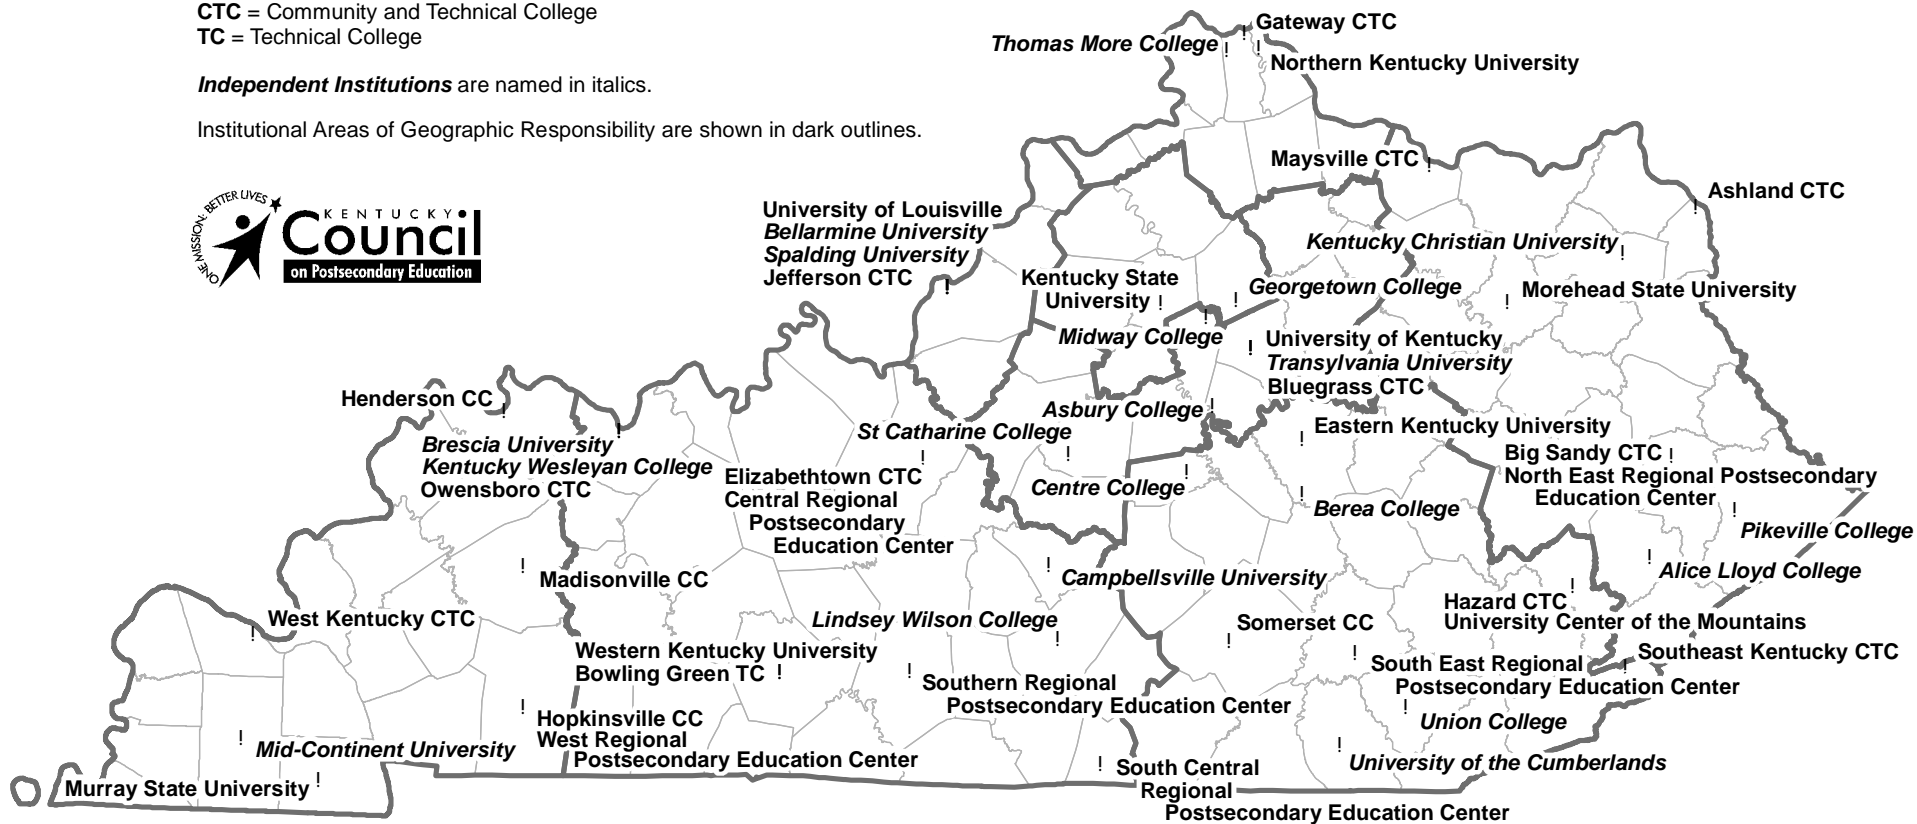 CTC = Community and Technical College
TC = Technical College
Independent Institutions are named in italics.
Institutional Areas of Geographic Responsibility are shown in dark outlines.
ONE MISSION: BETTER LIVES
KENTUCKY
Council
on Postsecondary Education
Gateway CTC
Thomas More College
Northern Kentucky University
Maysville CTC
Ashland CTC
University of Louisville
Bellarmine University
Spalding University
Jefferson CTC
Kentucky Christian University
Kentucky State
University
Georgetown College
Morehead State University
Midway College
University of Kentucky
Transylvania University
Bluegrass CTC
Henderson CC
Asbury College
St Catharine College
Eastern Kentucky University
Brescia University
Kentucky Wesleyan College
Owensboro CTC
Elizabethtown CTC
Central Regional
Postsecondary
Education Center
Centre College
Berea College
Big Sandy CTC
North East Regional Postsecondary
Education Center
Pikeville College
Alice Lloyd College
Madisonville CC
Campbellsville University
Hazard CTC
University Center of the Mountains
West Kentucky CTC
Lindsey Wilson College
Somerset CC
Western Kentucky University
Bowling Green TC
Southeast Kentucky CTC
South East Regional
Postsecondary Education Center
Southern Regional
Postsecondary Education Center
Union College
Hopkinsville CC
West Regional
Postsecondary Education Center
Mid-Continent University
University of the Cumberlands
Murray State University
South Central
Regional
Postsecondary Education Center